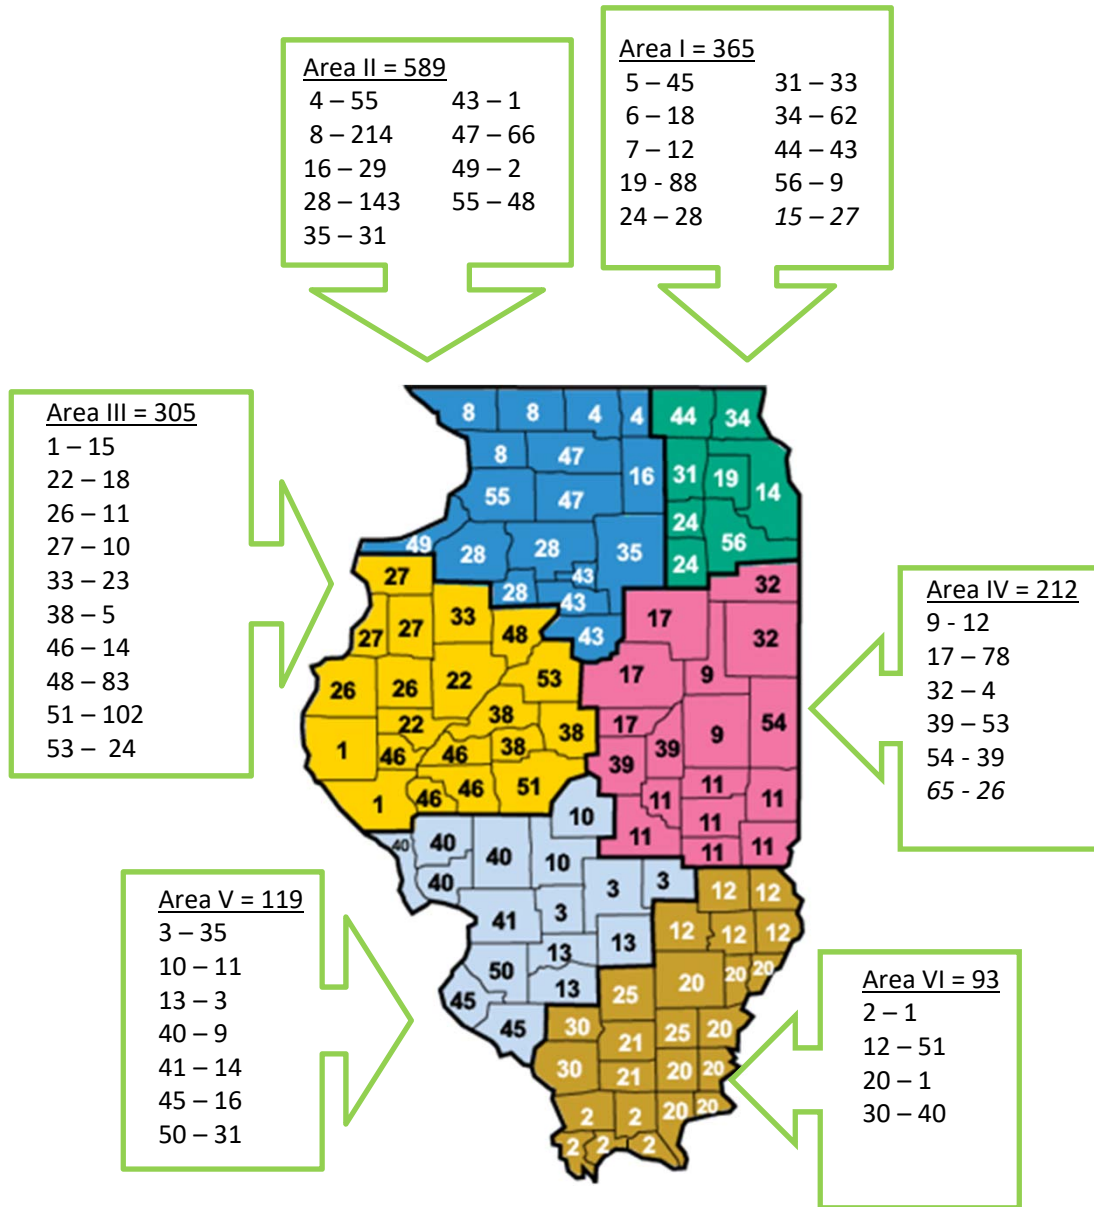 Area II = 589
4 – 55 43 – 1
8 – 214 47 – 66
16 – 29 49 – 2
28 – 143 55 – 48
35 – 31
Area I = 365
5 – 45 31 – 33
6 – 18 34 – 62
7 – 12 44 – 43
19 - 88 56 – 9
24 – 28 15 – 27
Area III = 305
1 – 15
22 – 18
26 – 11
27 – 10
33 – 23
38 – 5
46 – 14
48 – 83
51 – 102
53 – 24
Area IV = 212
9 - 12
17 – 78
32 – 4
39 – 53
54 – 39
65 - 26
Area V = 119
3 – 35
10 – 11
13 – 3
40 – 9
41 – 14
45 – 16
50 – 31
Area VI = 93
2 – 1
12 – 51
20 – 1
30 – 40
8 8 4 4 44 34
8 47 16 31 19 14
55 47 24
49 28 28 35 24 56
27 28 43 32
27 27 33 48 43 43 17 32
26 26 22 53 17 9
22 38 17 54
1 46 46 38 38 39 39 9
1 46 46 51 11 11 11
10 11 11 11 11
40 40 40 10
40 3 3 12 12
41 3 13 12 12 12
50 13 20 20 20
45 13 25
45 30 21 25 20
30 21 20 20
2 2 20 20
2 2 2